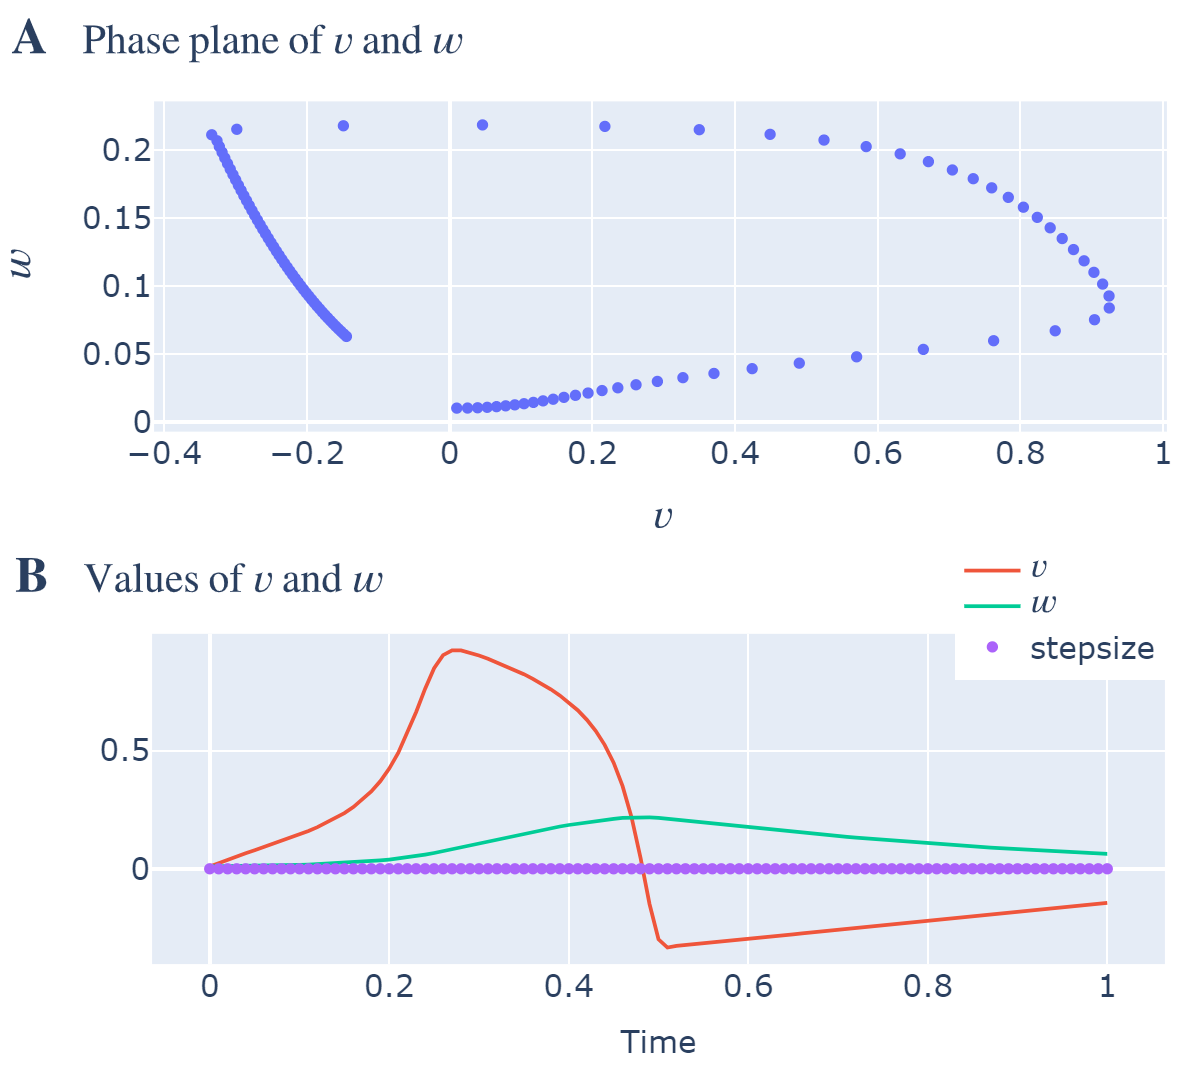 A Phase plane of v and w
0.2
0.15
0.1
0.05
0
w
−0.4 −0.2 0 0.2 0.4 0.6 0.8 1
v
B Values of v and w
v
w
stepsize
0.5
0
0 0.2 0.4 0.6 0.8 1
Time